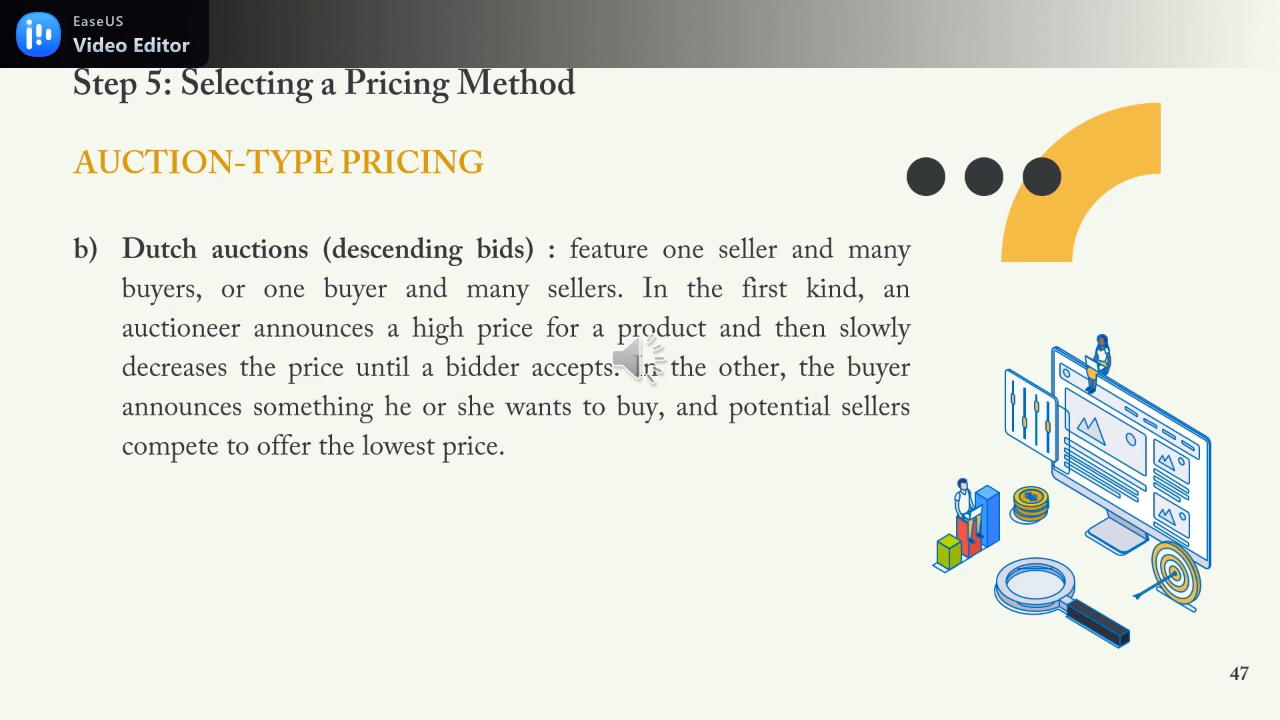 EaseUS
Video Editor
Step 5: Selecting a Pricing Method
AUCTION-TYPE PRICING
b) Dutch auctions (descending bids) : feature one seller and many
buyers, or one buyer and many sellers. In the first kind, an
auctioneer announces a high price for a product and then slowly
decreases the price until a bidder accepts. In the other, the buyer
announces something he or she wants to buy, and potential sellers
compete to offer the lowest price.
47